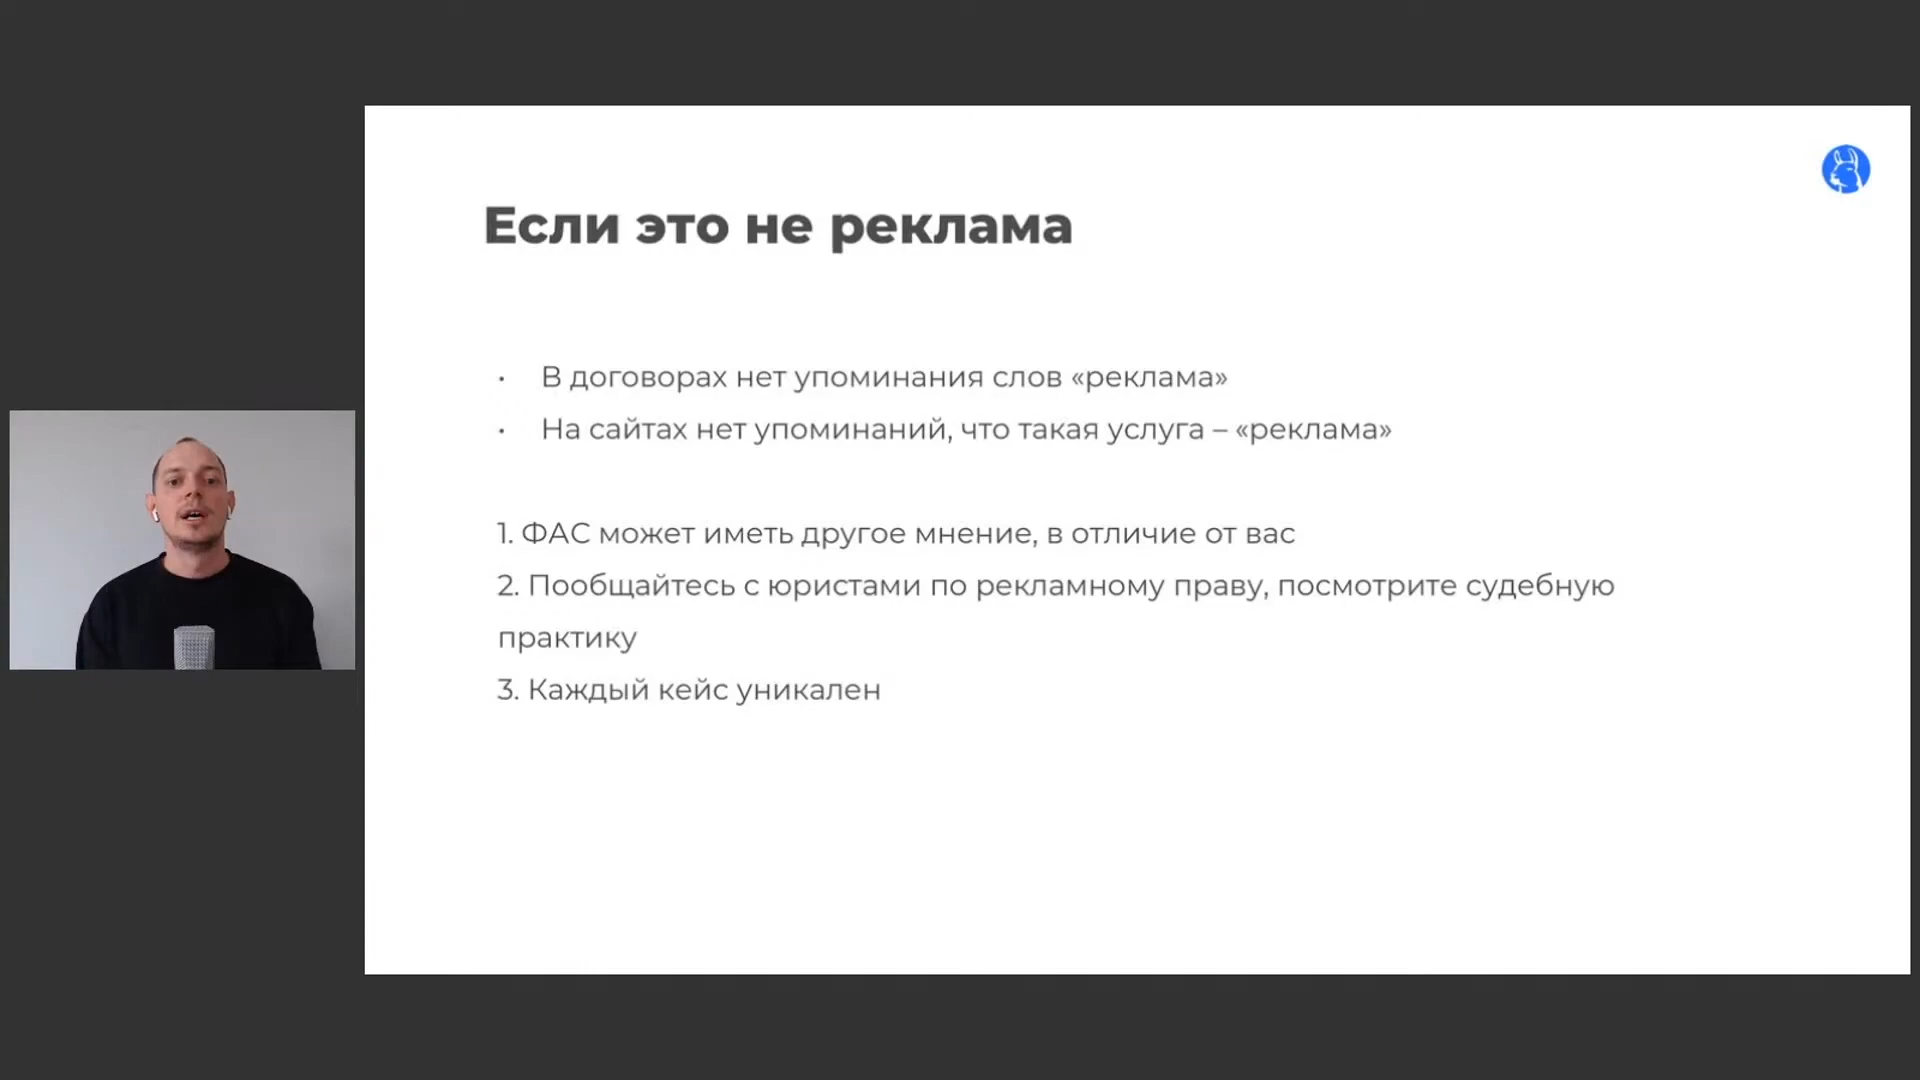 Если это не реклама
• В договорах нет упоминания слов «реклама»
• На сайтах нет упоминаний, что такая услуга – «реклама»
1. ФАС может иметь другое мнение, в отличие от вас
2. Пообщайтесь с юристами по рекламному праву, посмотрите судебную
практику
3. Каждый кейс уникален